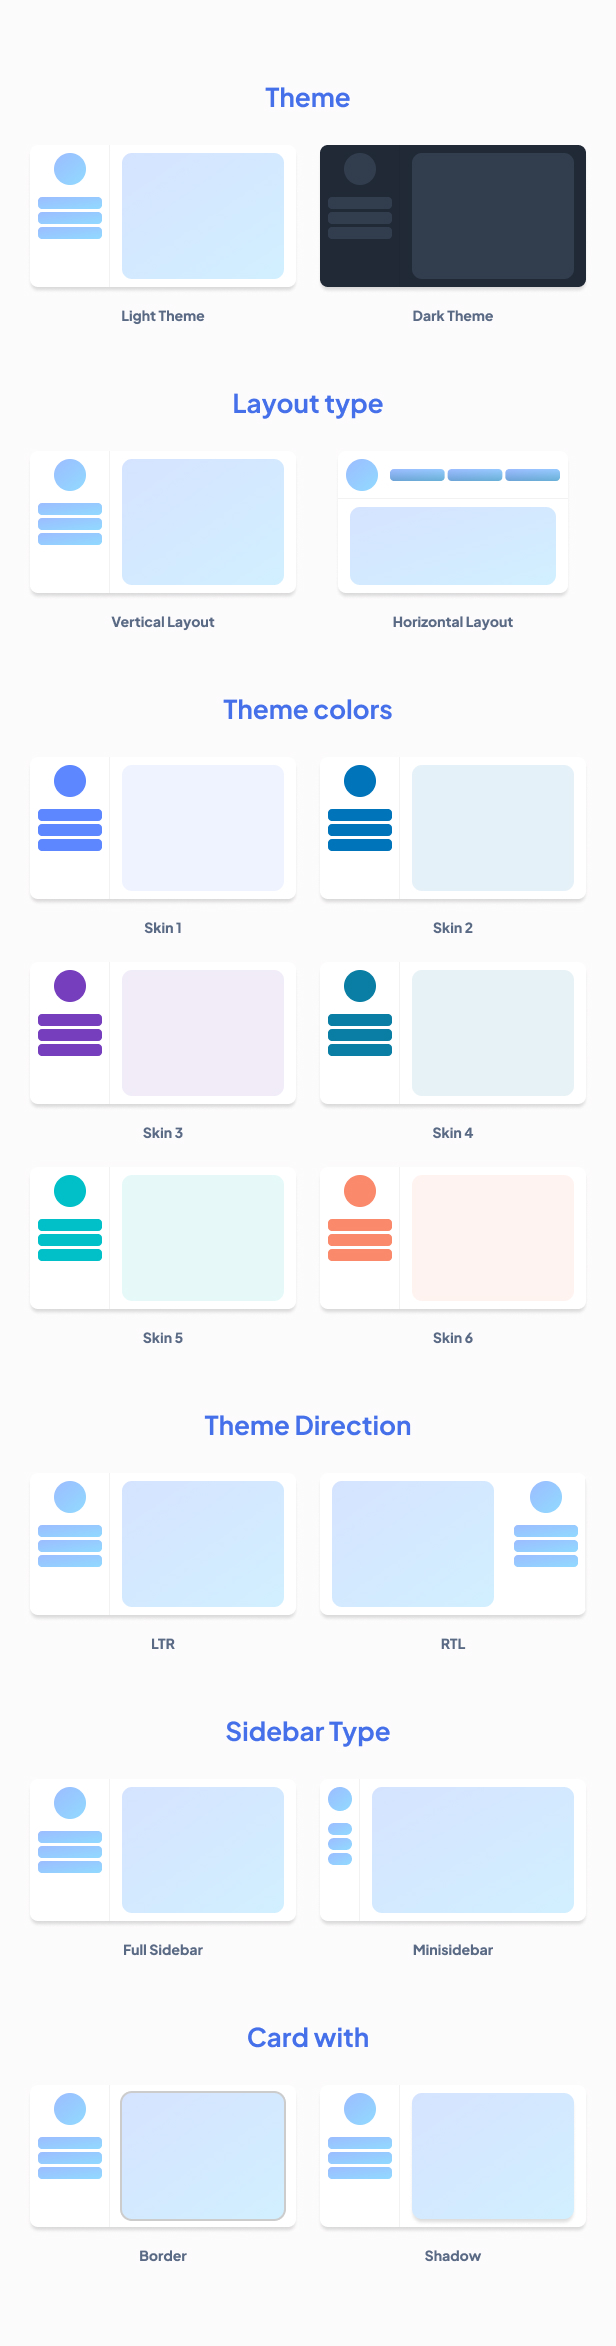 Theme
Light Theme
Dark Theme
Layout type
Vertical Layout
Horizontal Layout
Theme colors
Skin 1
Skin 2
Skin 3
Skin 4
Skin 5
Skin 6
Theme Direction
LTR
RTL
Sidebar Type
Full Sidebar
Minisidebar
Card with
Border
Shadow